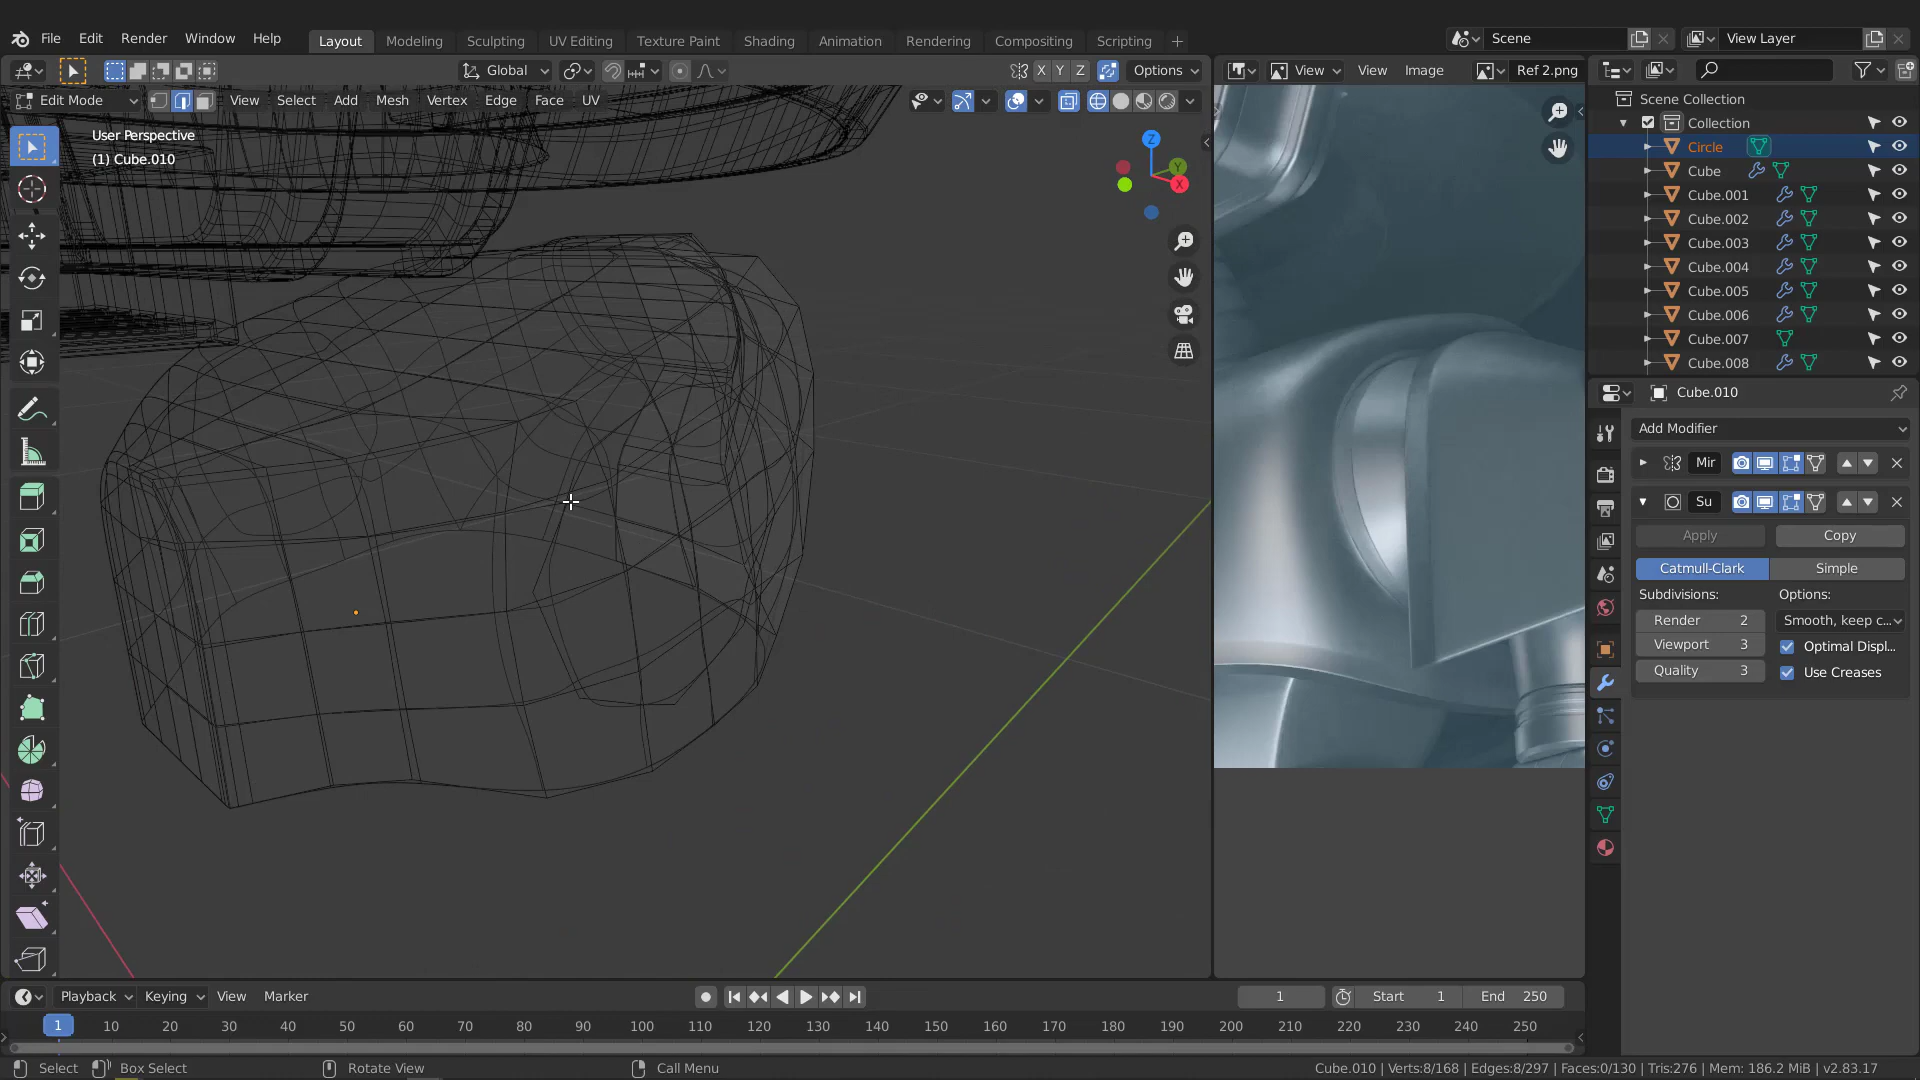 File Edit Render Window Help Layout Modeling Sculpting UV Editing Texture Paint Shading Animation Rendering Compositing Scripting + Scene View Layer
Global X Y Z Options View View Image Ref 2.png
Edit Mode View Select Add Mesh Vertex Edge Face UV
User Perspective
(1) Cube.010
Z
Y
X
Scene Collection
Collection
Circle
Cube
Cube.001
Cube.002
Cube.003
Cube.004
Cube.005
Cube.006
Cube.007
Cube.008
Cube.010
Add Modifier
Mir
Su
Apply Copy
Catmull-Clark Simple
Subdivisions: Options:
Render 2 Smooth, keep c...
Viewport 3 Optimal Displ...
Quality 3 Use Creases
Playback Keying View Marker 1 Start 1 End 250
1 10 20 30 40 50 60 70 80 90 100 110 120 130 140 150 160 170 180 190 200 210 220 230 240 250
Select Box Select Rotate View Call Menu Cube.010 | Verts:8/168 | Edges:8/297 | Faces:0/130 | Tris:276 | Mem: 186.2 MiB | v2.83.17